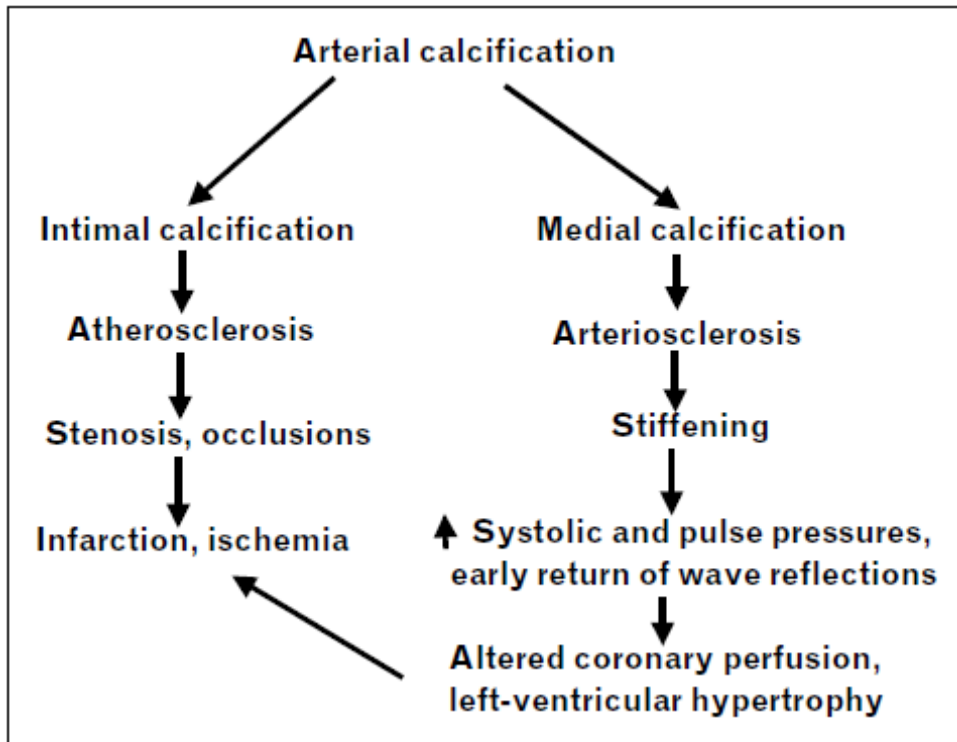 Arterial calcification
Intimal calcification
Medial calcification
Atherosclerosis
Arteriosclerosis
Stenosis, occlusions
Stiffening
Infarction, ischemia
Systolic and pulse pressures,
early return of wave reflections
Altered coronary perfusion,
left-ventricular hypertrophy